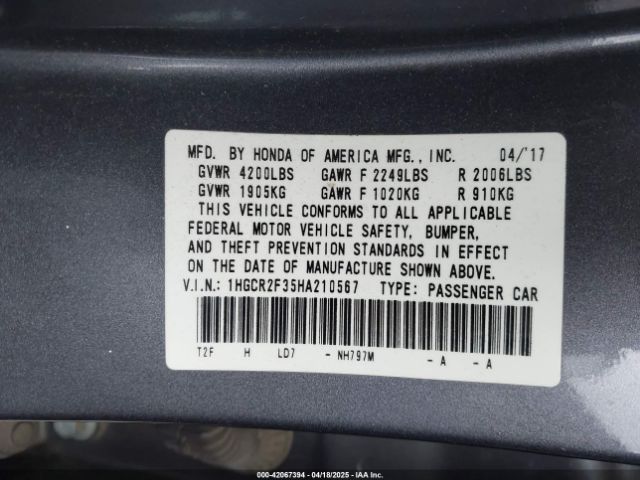 MFD. BY HONDA OF AMERICA MFG., INC. 04/'17
GVWR 4200LBS GAWR F 2249LBS R 2006LBS
GVWR 1905KG GAWR F 1020KG R 910KG
THIS VEHICLE CONFORMS TO ALL APPLICABLE
FEDERAL MOTOR VEHICLE SAFETY, BUMPER,
AND THEFT PREVENTION STANDARDS IN EFFECT
ON THE DATE OF MANUFACTURE SHOWN ABOVE.
V.I.N.: 1HGCR2F35HA210567 TYPE: PASSENGER CAR
T2F H LD7 - NH797M - A - A
000-42067394 - 04/18/2025 - IAAI - Copart, Inc.